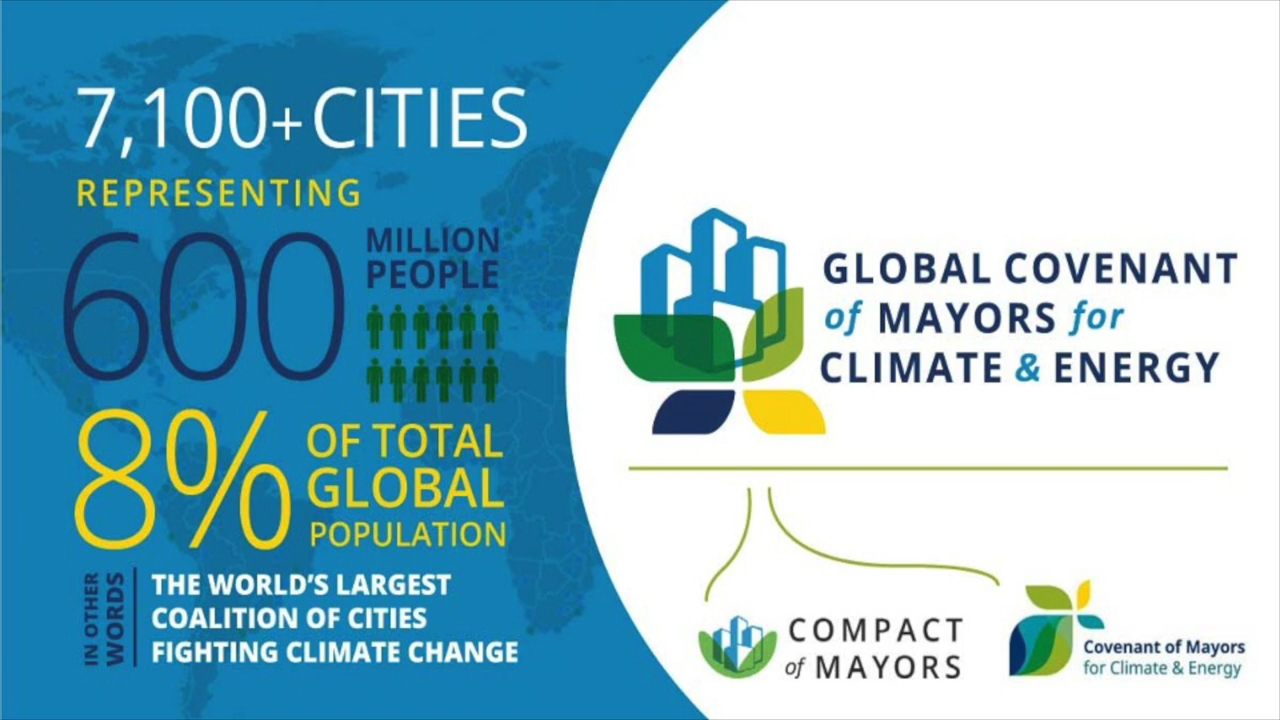 7,100+ CITIES
REPRESENTING
600 MILLION
PEOPLE
8% OF TOTAL
GLOBAL
POPULATION
IN OTHER
WORDS
THE WORLD'S LARGEST
COALITION OF CITIES
FIGHTING CLIMATE CHANGE
GLOBAL COVENANT
of MAYORS for
CLIMATE & ENERGY
COMPACT
of MAYORS
Covenant of Mayors
for Climate & Energy